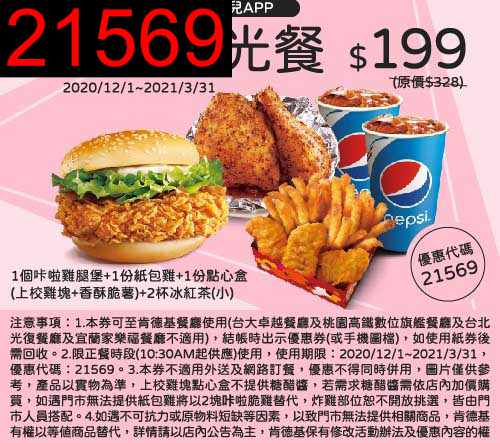 兒APP
21569
光餐 $199
(原價$328)
2020/12/1~2021/3/31
pepsi
優惠代碼
21569
1個咔啦雞腿堡+1份紙包雞+1份點心盒
(上校雞塊+香酥脆薯)+2杯冰紅茶(小)
注意事項：1.本券可至肯德基餐廳使用(台大卓越餐廳及桃園高鐵數位旗艦餐廳及台北
光復餐廳及宜蘭家樂福餐廳不適用)，結帳時出示優惠券(或手機圖檔)，如使用紙券後
需回收。2.限正餐時段(10:30AM起供應)使用，使用期限：2020/12/1~2021/3/31，
優惠代碼：21569。3.本券不適用外送及網路訂餐，優惠不得同時併用，圖片僅供參
考，產品以實物為準，上校雞塊點心盒不提供糖醋醬，若需求糖醋醬需依店內加價購
買，如遇門市無法提供紙包雞將以2塊咔啦脆雞替代，炸雞部位恕不開放挑選，皆由門
市人員搭配。4.如遇不可抗力或原物料短缺等因素，以致門市無法提供相關商品，肯德基
有權以等值商品替代，詳情請以店內公告為主，肯德基保有修改活動辦法及優惠內容的權